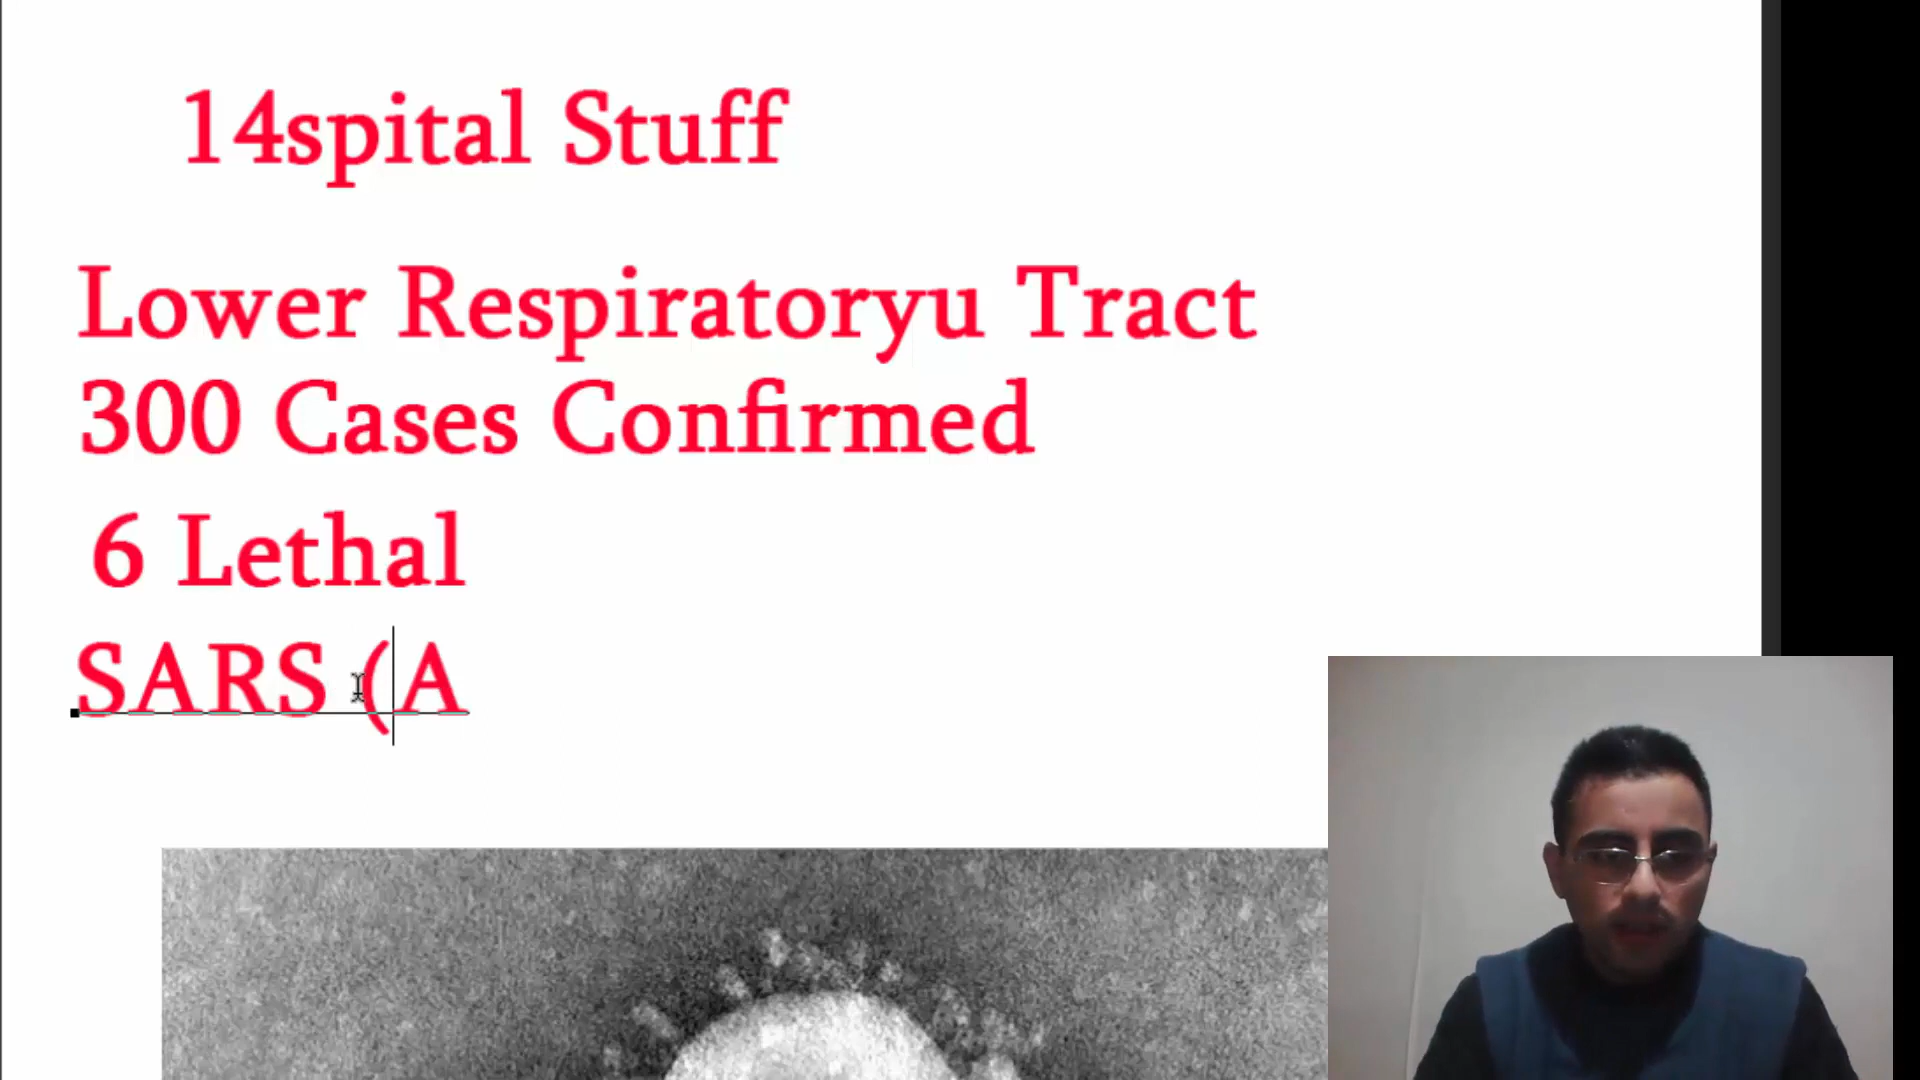 14spital Stuff
Lower Respiratoryu Tract
300 Cases Confirmed
6 Lethal
SARS (A